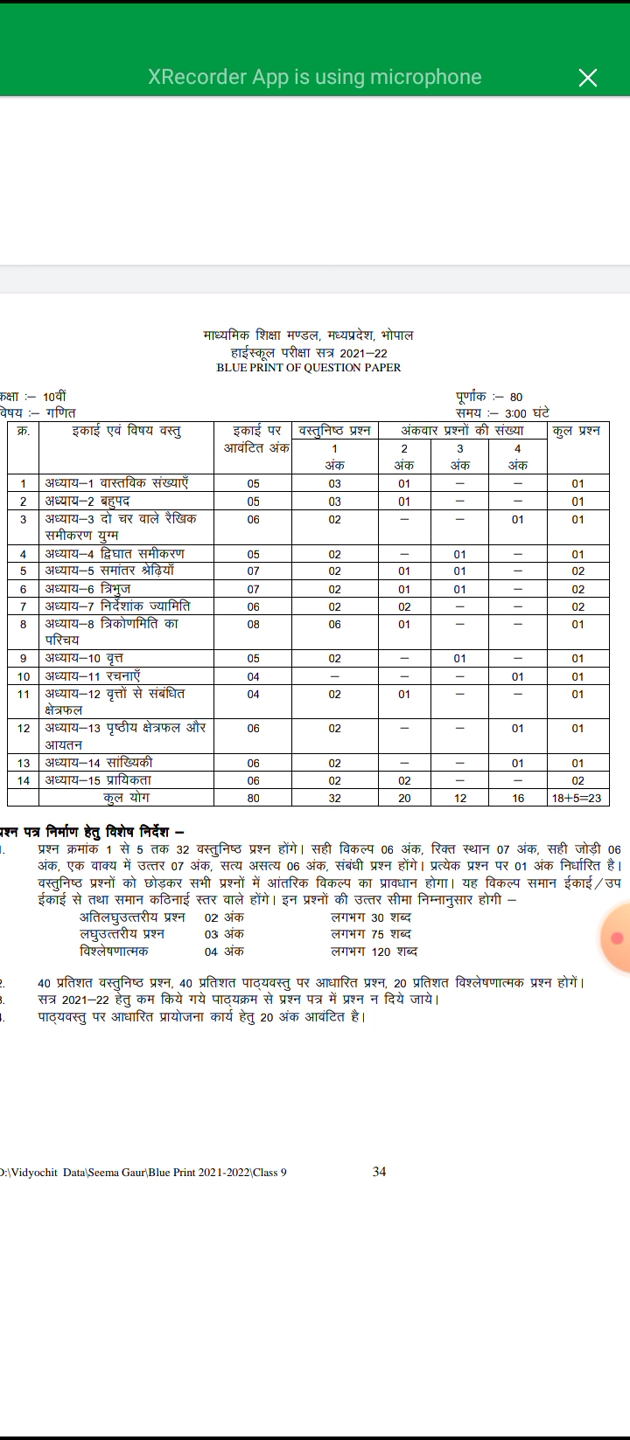 XRecorder App is using microphone
माध्यमिक शिक्षा मण्डल, मध्यप्रदेश, भोपाल
हाईस्कूल परीक्षा सत्र 2021–22
BLUE PRINT OF QUESTION PAPER
कक्षा :– 10वीं पूर्णांक :– 80
विषय :– गणित समय :– 3:00 घंटे
क्र. इकाई एवं विषय वस्तु इकाई पर वस्तुनिष्ठ प्रश्न अंकवार प्रश्नों की संख्या कुल प्रश्न
आवंटित अंक 1 2 3 4
अंक अंक अंक अंक
1 अध्याय–1 वास्तविक संख्याएँ 05 03 01 – – 01
2 अध्याय–2 बहुपद 05 03 01 – – 01
3 अध्याय–3 दो चर वाले रैखिक 06 02 – – 01 01
समीकरण युग्म
4 अध्याय–4 द्विघात समीकरण 05 02 – 01 – 01
5 अध्याय–5 समांतर श्रेढ़ियाँ 07 02 01 01 – 02
6 अध्याय–6 त्रिभुज 07 02 01 01 – 02
7 अध्याय–7 निर्देशांक ज्यामिति 06 02 02 – – 02
8 अध्याय–8 त्रिकोणमिति का 08 06 01 – – 01
परिचय
9 अध्याय–10 वृत्त 05 02 – 01 – 01
10 अध्याय–11 रचनाएँ 04 – – – 01 01
11 अध्याय–12 वृत्तों से संबंधित 04 02 01 – – 01
क्षेत्रफल
12 अध्याय–13 पृष्ठीय क्षेत्रफल और 06 02 – – 01 01
आयतन
13 अध्याय–14 सांख्यिकी 06 02 – – 01 01
14 अध्याय–15 प्रायिकता 06 02 02 – – 02
कुल योग 80 32 20 12 16 18+5=23
प्रश्न पत्र निर्माण हेतु विशेष निर्देश –
1. प्रश्न क्रमांक 1 से 5 तक 32 वस्तुनिष्ठ प्रश्न होंगे। सही विकल्प 06 अंक, रिक्त स्थान 07 अंक, सही जोड़ी 06
अंक, एक वाक्य में उत्तर 07 अंक, सत्य असत्य 06 अंक, संबंधी प्रश्न होंगे। प्रत्येक प्रश्न पर 01 अंक निर्धारित है।
वस्तुनिष्ठ प्रश्नों को छोड़कर सभी प्रश्नों में आंतरिक विकल्प का प्रावधान होगा। यह विकल्प समान ईकाई/उप
ईकाई से तथा समान कठिनाई स्तर वाले होंगे। इन प्रश्नों की उत्तर सीमा निम्नानुसार होगी –
अतिलघुउत्तरीय प्रश्न 02 अंक लगभग 30 शब्द
लघुउत्तरीय प्रश्न 03 अंक लगभग 75 शब्द
विश्लेषणात्मक 04 अंक लगभग 120 शब्द
2. 40 प्रतिशत वस्तुनिष्ठ प्रश्न, 40 प्रतिशत पाठ्यवस्तु पर आधारित प्रश्न, 20 प्रतिशत विश्लेषणात्मक प्रश्न होगें।
3. सत्र 2021–22 हेतु कम किये गये पाठ्यक्रम से प्रश्न पत्र में प्रश्न न दिये जाये।
4. पाठ्यवस्तु पर आधारित प्रायोजना कार्य हेतु 20 अंक आवंटित है।
D:\Vidyochit Data\Seema Gaur\Blue Print 2021-2022\Class 9 34